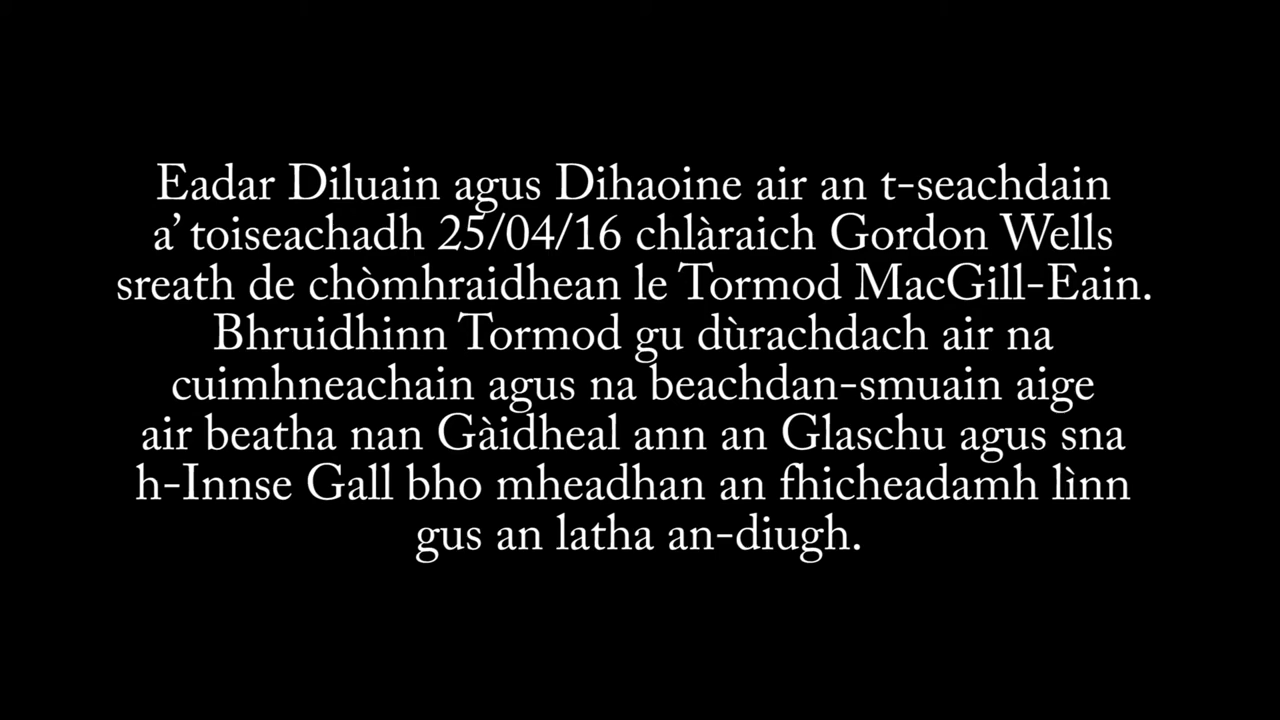 Eadar Diluain agus Dihaoine air an t-seachdain
a’ toiseachadh 25/04/16 chlàraich Gordon Wells
sreath de chòmhraidhean le Tormod MacGill-Eain.
Bhruidhinn Tormod gu dùrachdach air na
cuimhneachain agus na beachdan-smuain aige
air beatha nan Gàidheal ann an Glaschu agus sna
h-Innse Gall bho mheadhan an fhicheadamh lìnn
gus an latha an-diugh.